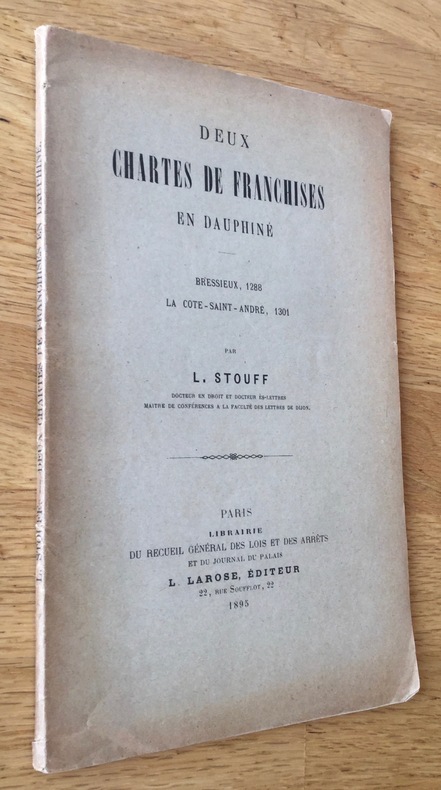 DEUX
CHARTES DE FRANCHISES
EN DAUPHINÉ
BRESSIEUX, 1288
LA COTE-SAINT-ANDRÉ, 1301
PAR
L. STOUFF
DOCTEUR EN DROIT ET DOCTEUR ÈS-LETTRES
MAITRE DE CONFÉRENCES A LA FACULTÉ DES LETTRES DE DIJON.
PARIS
LIBRAIRIE
DU RECUEIL GÉNÉRAL DES LOIS ET DES ARRÊTS
ET DU JOURNAL DU PALAIS
L. LAROSE, ÉDITEUR
22, RUE SOUFFLOT, 22
1895
L. STOUFF DEUX CHARTES DE FRANCHISES EN DAUPHINÉ